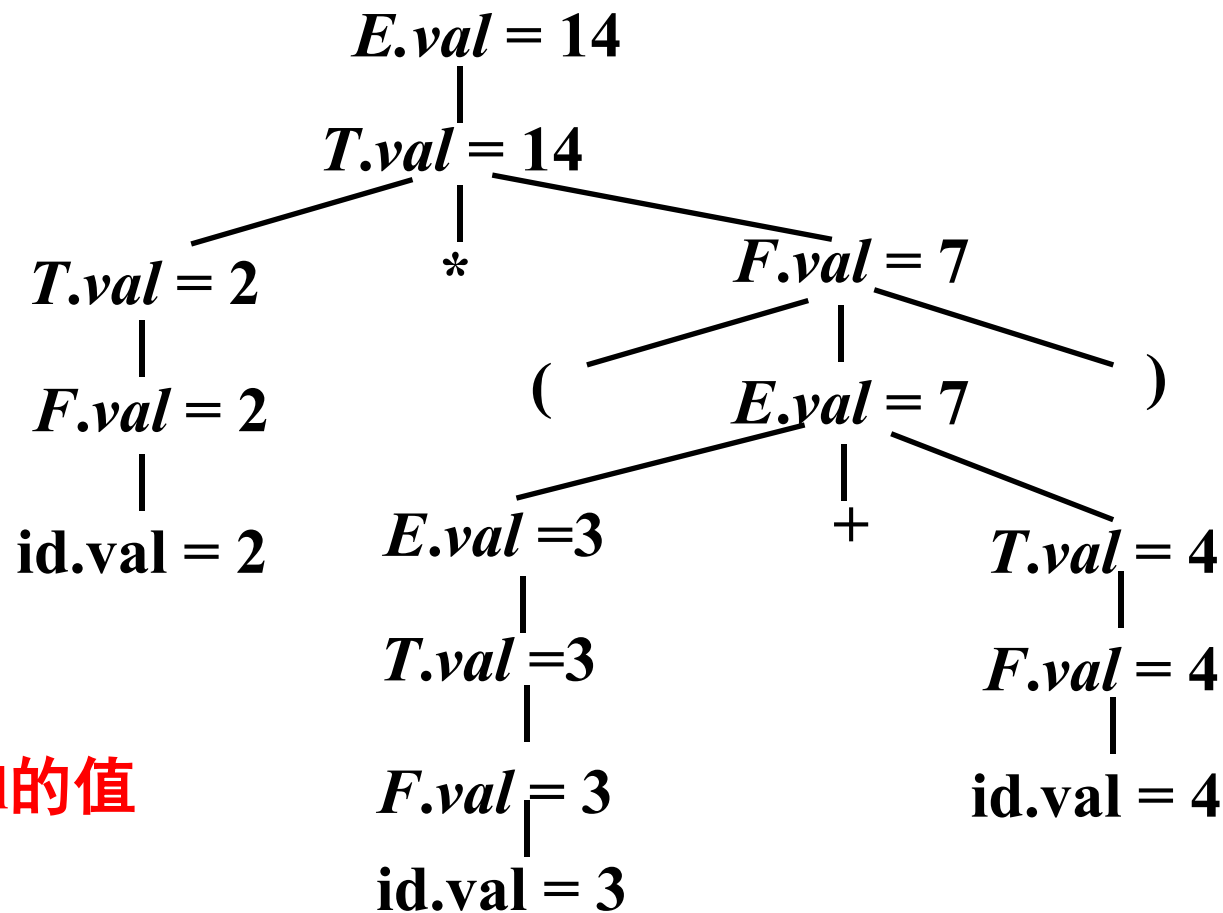 E.val = 14
T.val = 14
T.val = 2
*
F.val = 7
F.val = 2
(
E.val = 7
)
id.val = 2
E.val =3
+
T.val = 4
T.val =3
F.val = 4
的值
F.val = 3
id.val = 4
id.val = 3